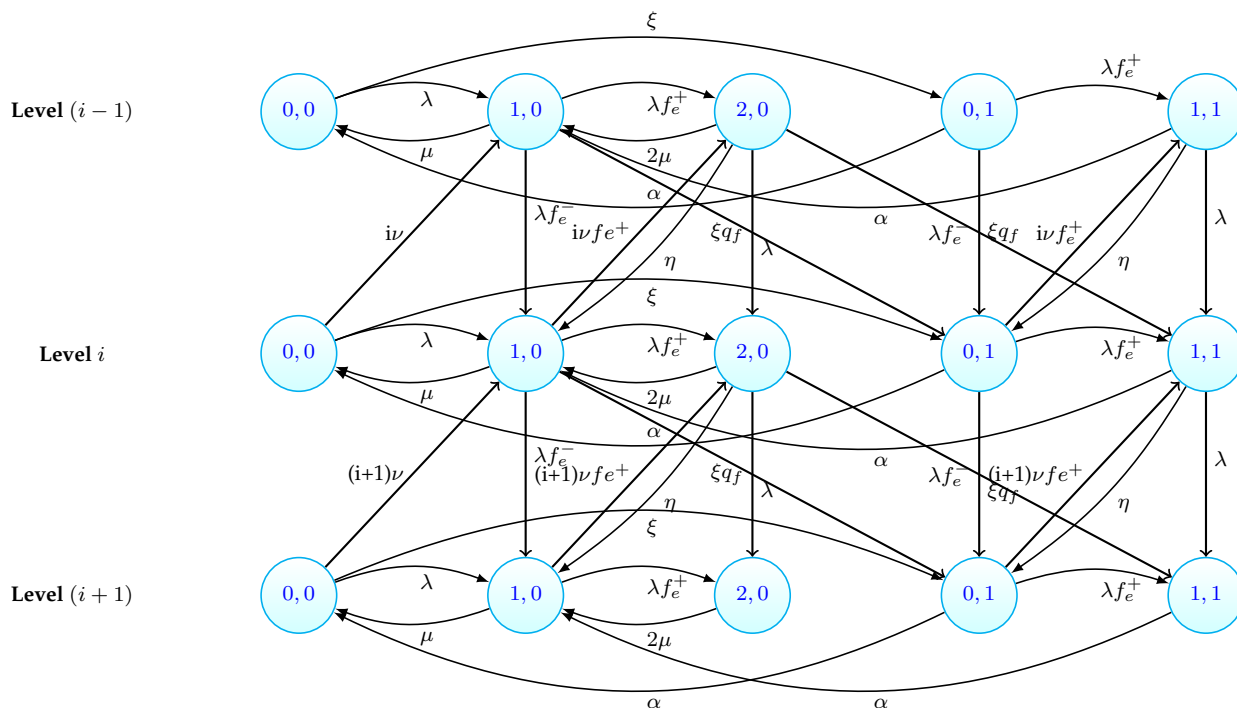 ξ
λf_e^+
Level (i − 1)
0, 0
λ
1, 0
λf_e^+
2, 0
0, 1
1, 1
μ
2μ
α
α
iν
λf_e^-
iνfe^+
ξq_f
λ
λf_e^-
ξq_f
iνf_e^+
λ
η
η
ξ
Level i
0, 0
λ
1, 0
λf_e^+
2, 0
0, 1
λf_e^+
1, 1
μ
2μ
α
α
(i+1)ν
λf_e^-
(i+1)νfe^+
ξq_f
λ
λf_e^-
(i+1)νfe^+
ξq_f
λ
η
η
ξ
Level (i + 1)
0, 0
λ
1, 0
λf_e^+
2, 0
0, 1
λf_e^+
1, 1
μ
2μ
α
α